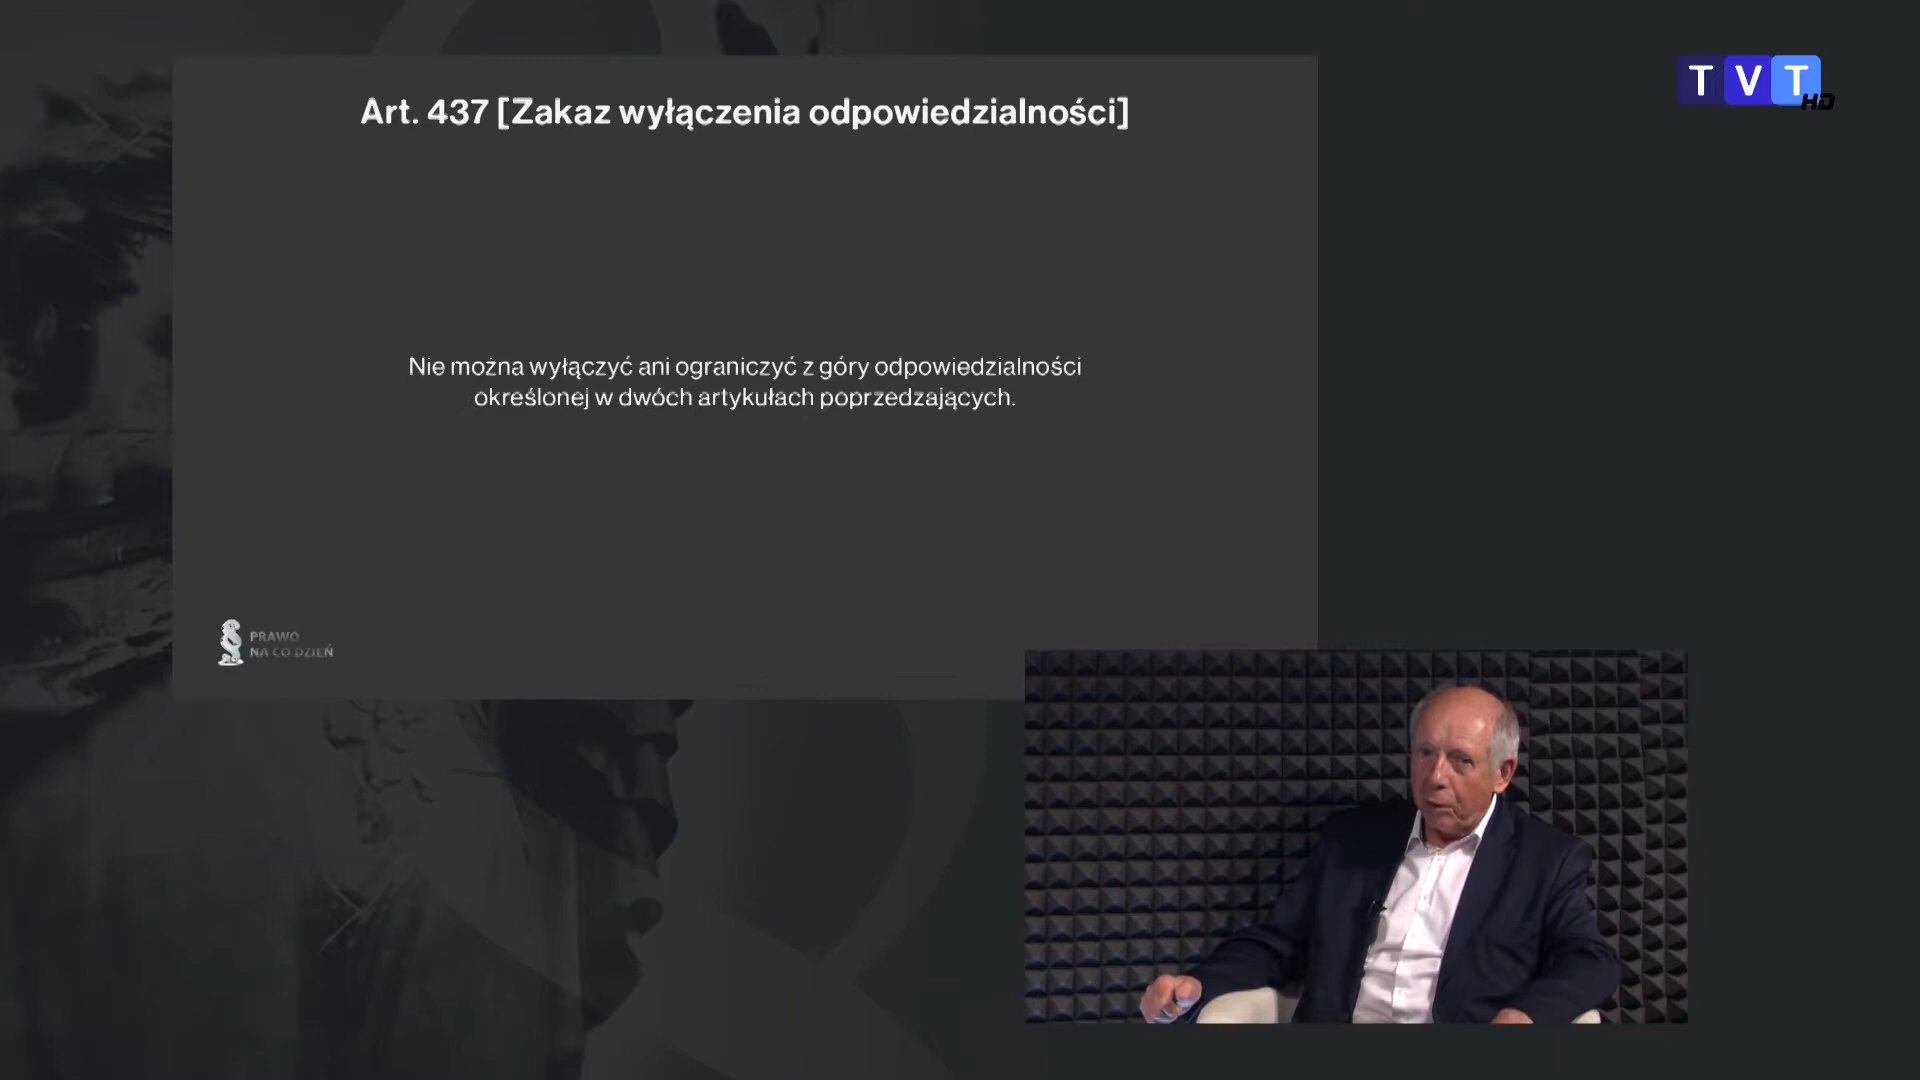 TVT
HD
Art. 437 [Zakaz wyłączenia odpowiedzialności]
Nie można wyłączyć ani ograniczyć z góry odpowiedzialności
określonej w dwóch artykułach poprzedzających.
PRAWO
NA CO DZIEŃ